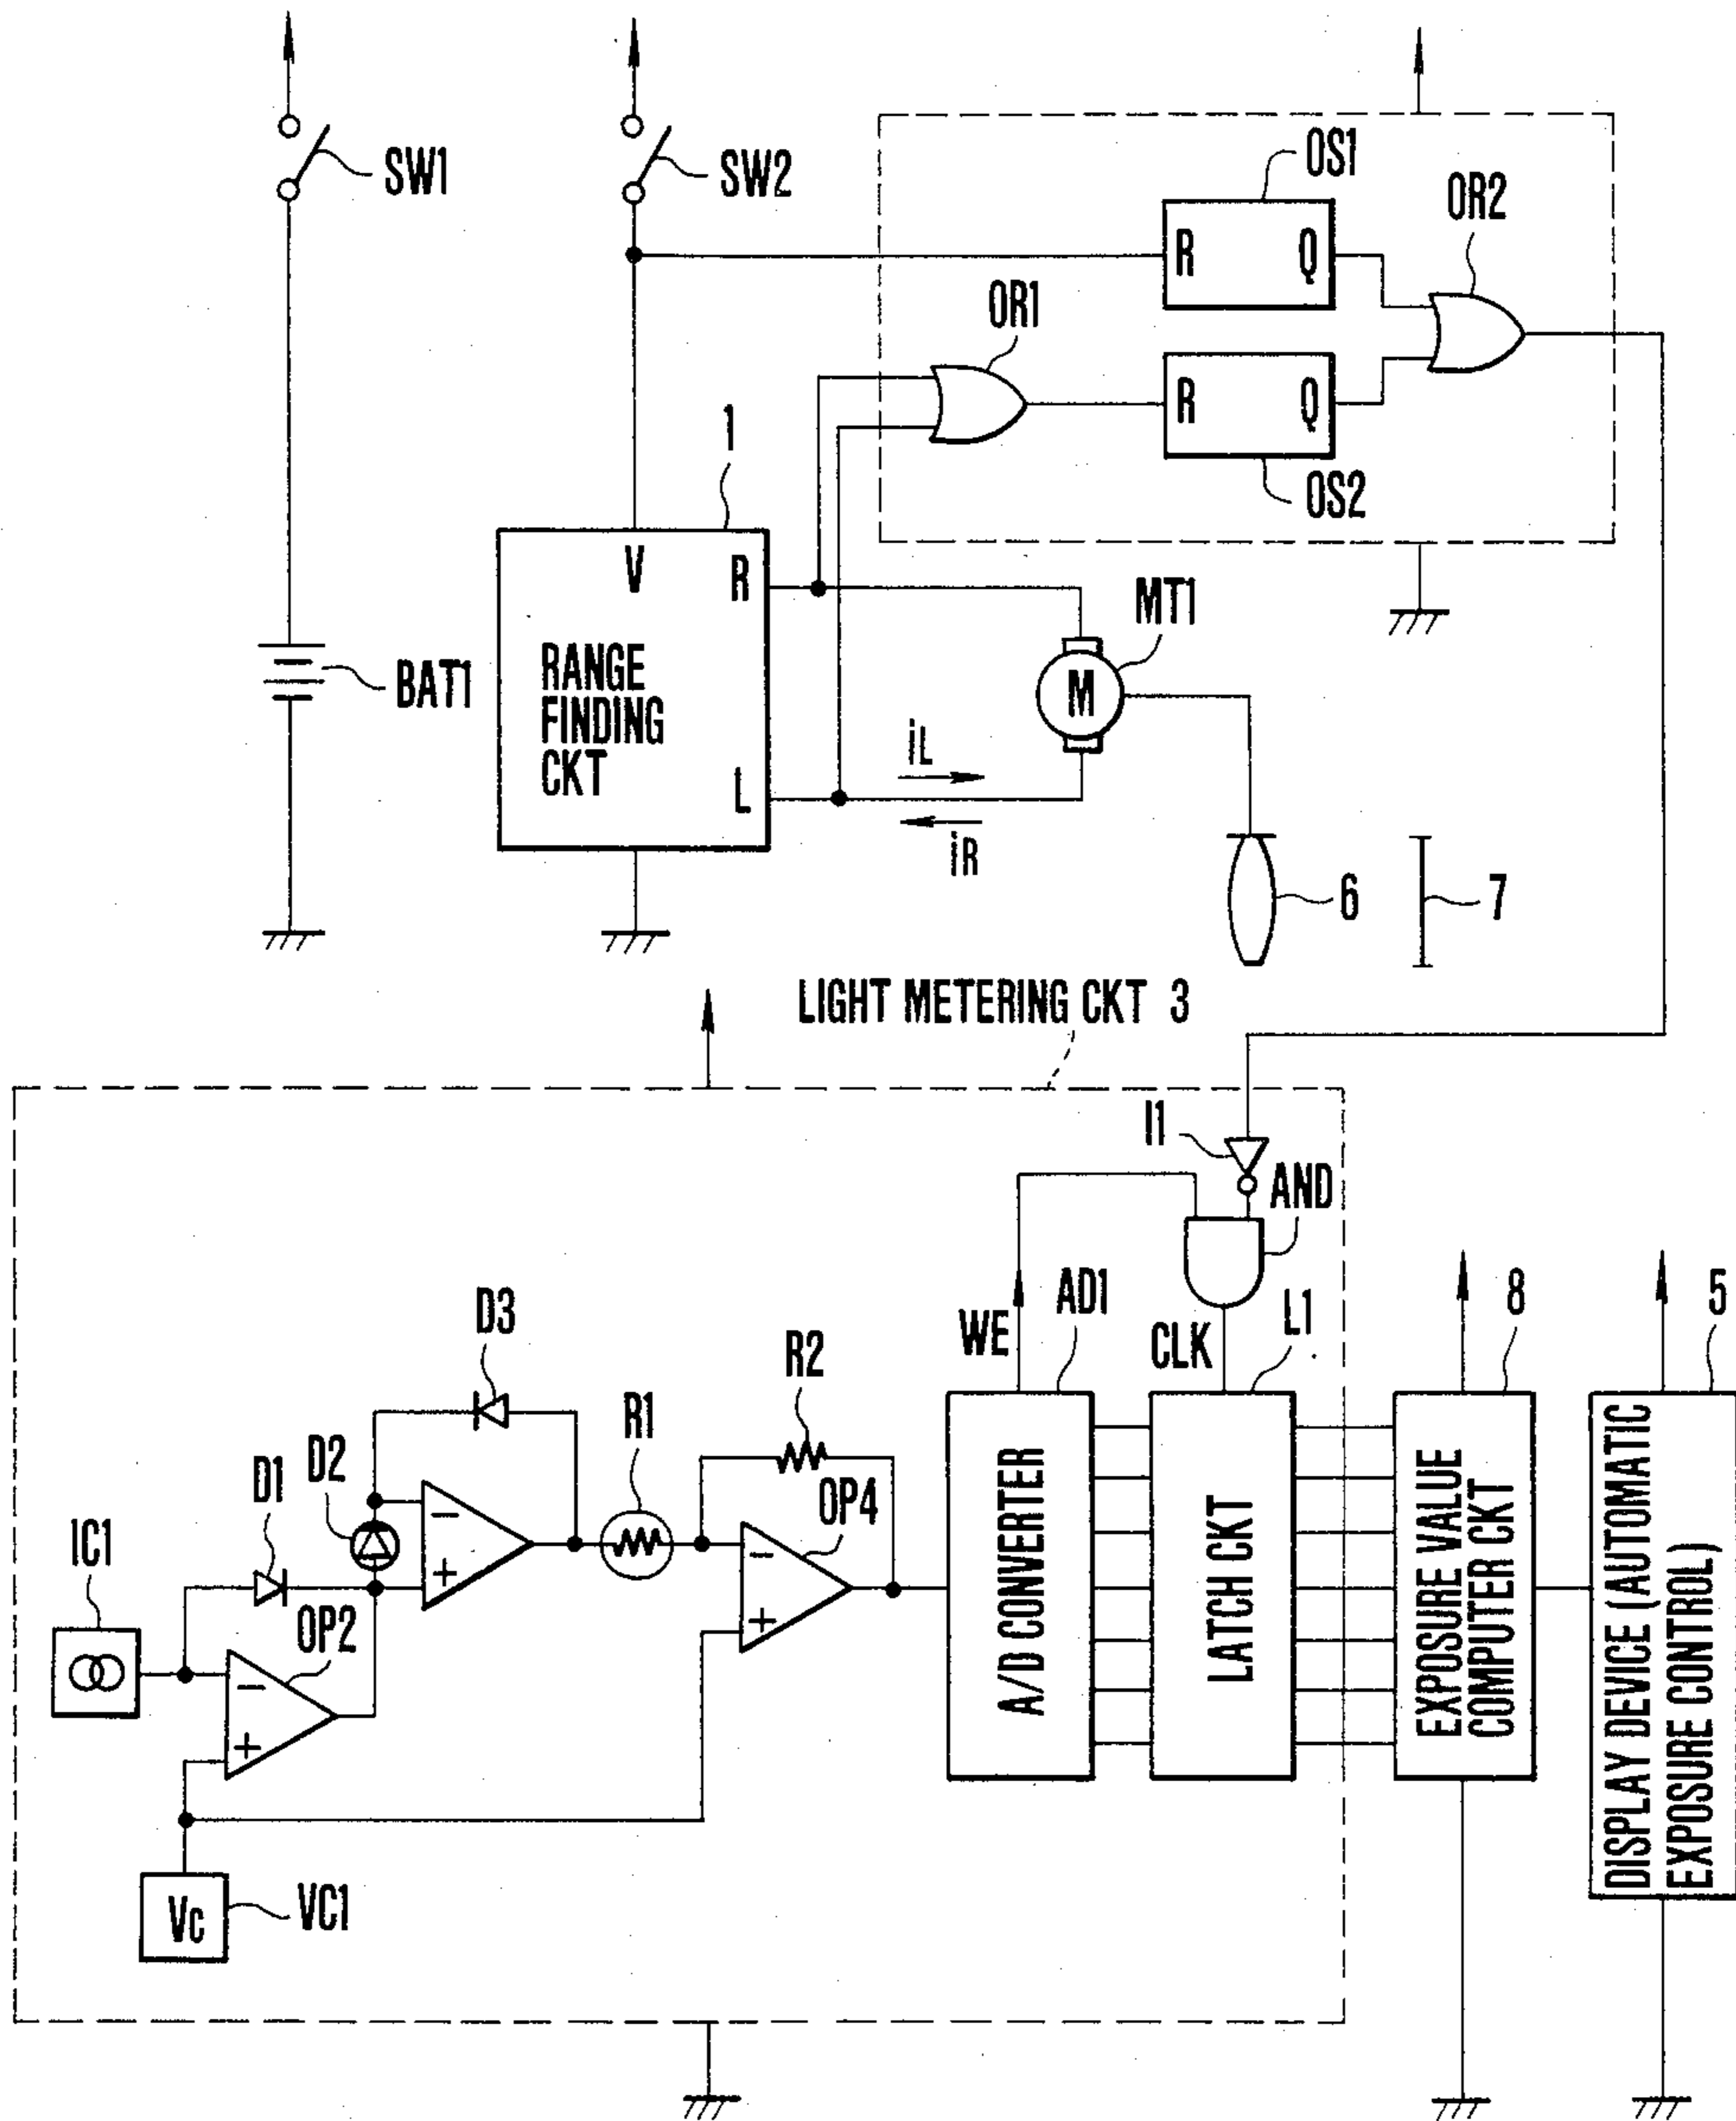 SW1
SW2
OS1
OR2
R Q
OR1
R Q
OS2
1
V R
MT1
RANGE
FINDING
CKT
BAT1
M
L
iL
iR
6
7
LIGHT METERING CKT 3
I1
AND
D3
R2
WE
AD1
CLK
L1
8
5
R1
D2
D1
IC1
OP4
OP2
−
+
−
+
−
+
A/D CONVERTER
LATCH CKT
EXPOSURE VALUE
COMPUTER CKT
DISPLAY DEVICE (AUTOMATIC
EXPOSURE CONTROL)
Vc
VC1